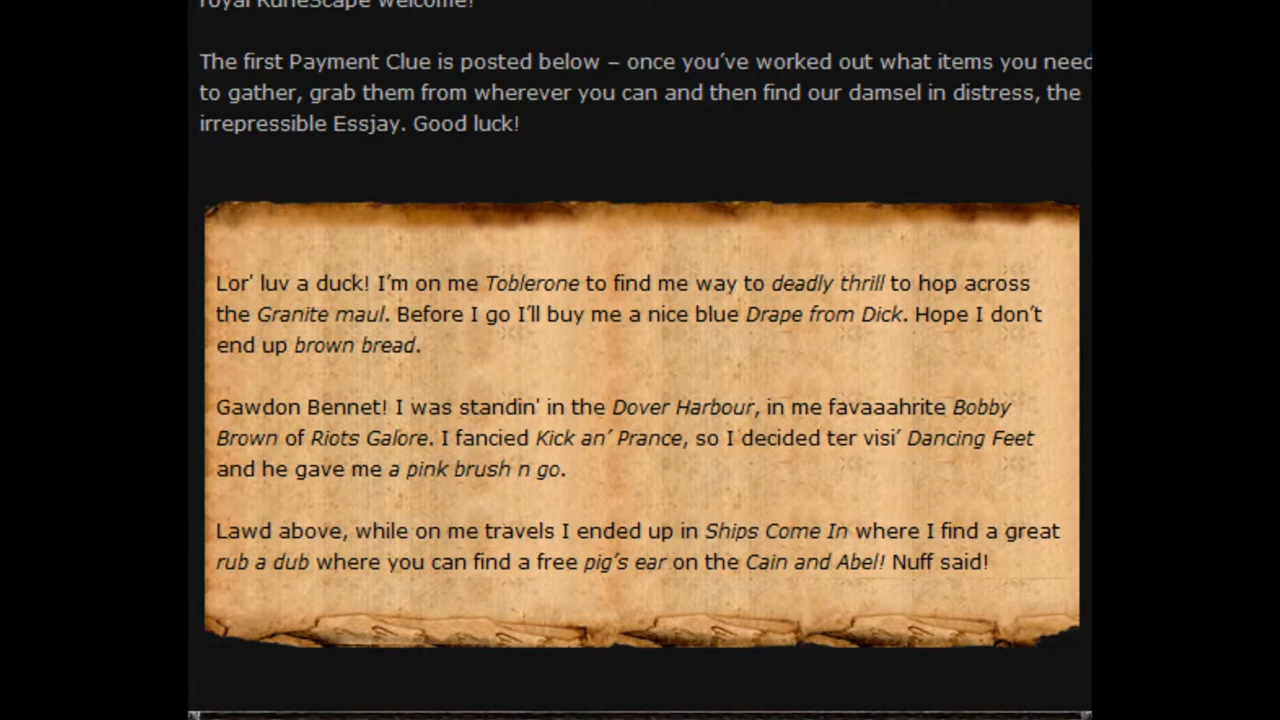 royal RuneScape welcome!
The first Payment Clue is posted below – once you've worked out what items you need
to gather, grab them from wherever you can and then find our damsel in distress, the
irrepressible Essjay. Good luck!
Lor' luv a duck! I'm on me Toblerone to find me way to deadly thrill to hop across
the Granite maul. Before I go I'll buy me a nice blue Drape from Dick. Hope I don't
end up brown bread.
Gawdon Bennet! I was standin' in the Dover Harbour, in me favaaahrite Bobby
Brown of Riots Galore. I fancied Kick an' Prance, so I decided ter visi' Dancing Feet
and he gave me a pink brush n go.
Lawd above, while on me travels I ended up in Ships Come In where I find a great
rub a dub where you can find a free pig's ear on the Cain and Abel! Nuff said!